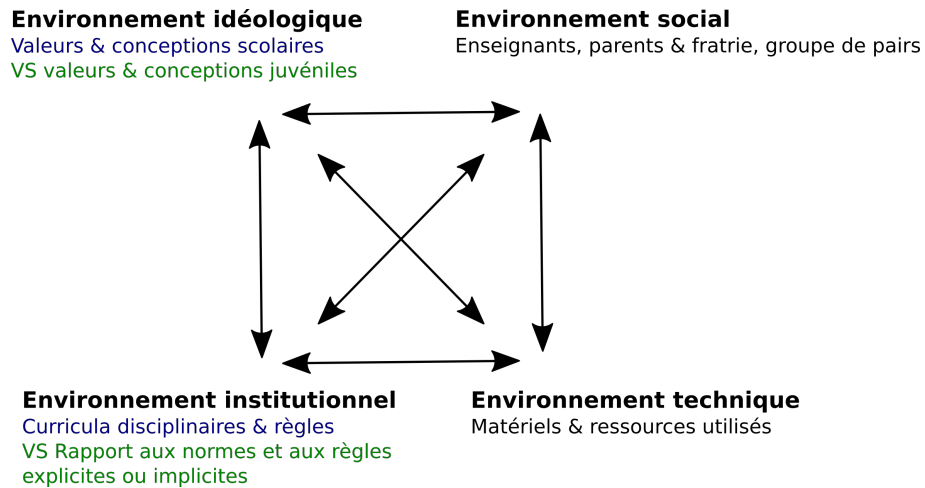 Environnement idéologique
Valeurs & conceptions scolaires
VS valeurs & conceptions juvéniles
Environnement social
Enseignants, parents & fratrie, groupe de pairs
Environnement institutionnel
Curricula disciplinaires & règles
VS Rapport aux normes et aux règles
explicites ou implicites
Environnement technique
Matériels & ressources utilisés